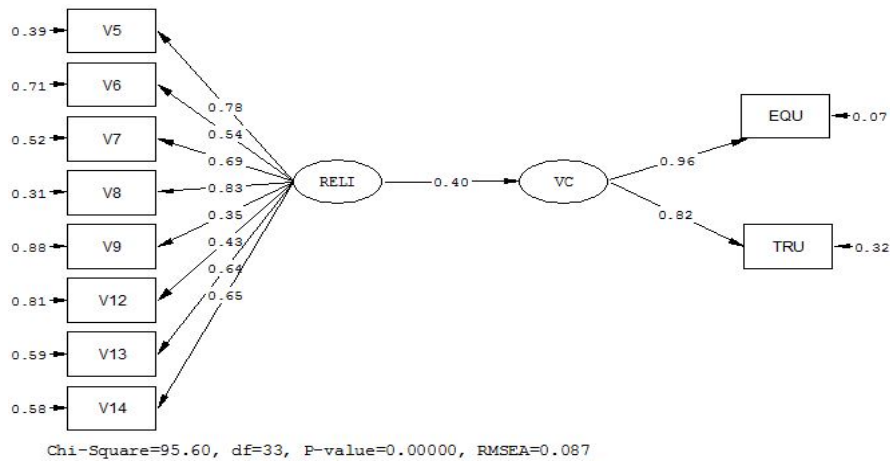 0.39 V5
0.71 V6
0.52 V7
0.31 V8
0.88 V9
0.81 V12
0.59 V13
0.58 V14
0.78
0.54
0.69
0.83
0.35
0.43
0.64
0.65
RELI
0.40
VC
0.96
0.82
EQU 0.07
TRU 0.32
Chi-Square=95.60, df=33, P-value=0.00000, RMSEA=0.087